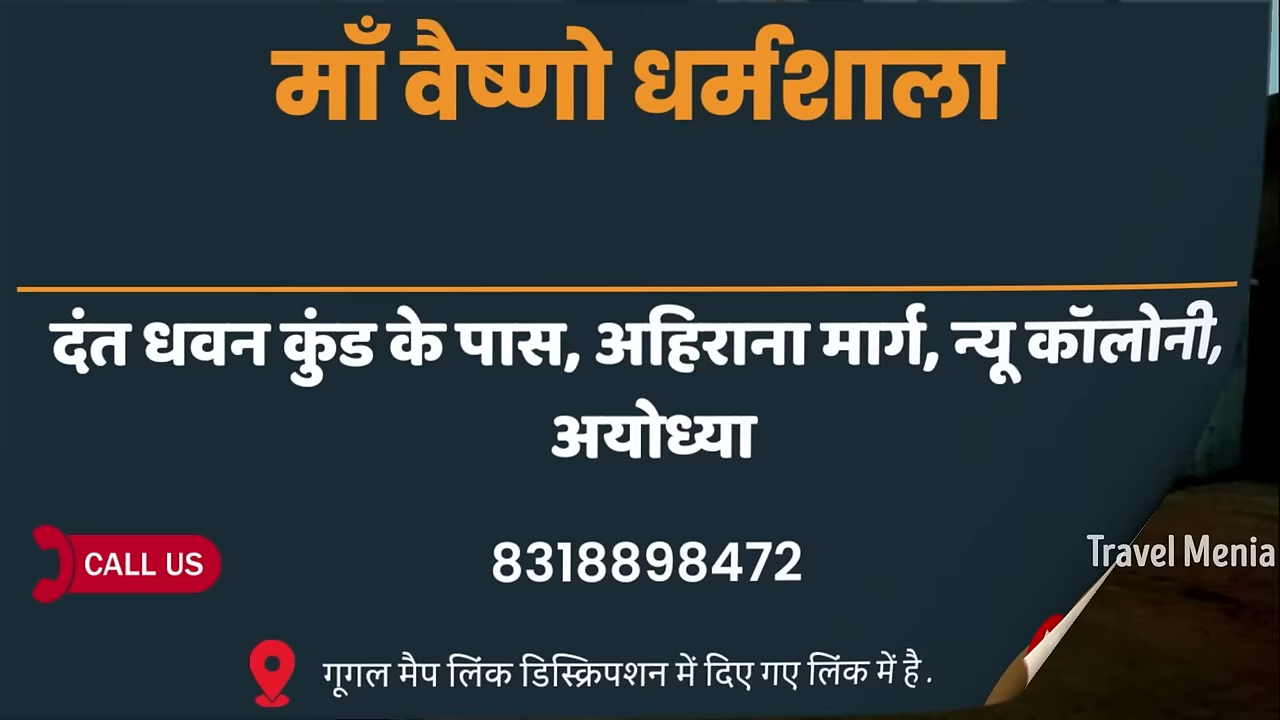 माँ वैष्णो धर्मशाला
दंत धवन कुंड के पास, अहिराना मार्ग, न्यू कॉलोनी,
अयोध्या
CALL US
8318898472
Travel Menia
गूगल मैप लिंक डिस्क्रिपशन में दिए गए लिंक में है .